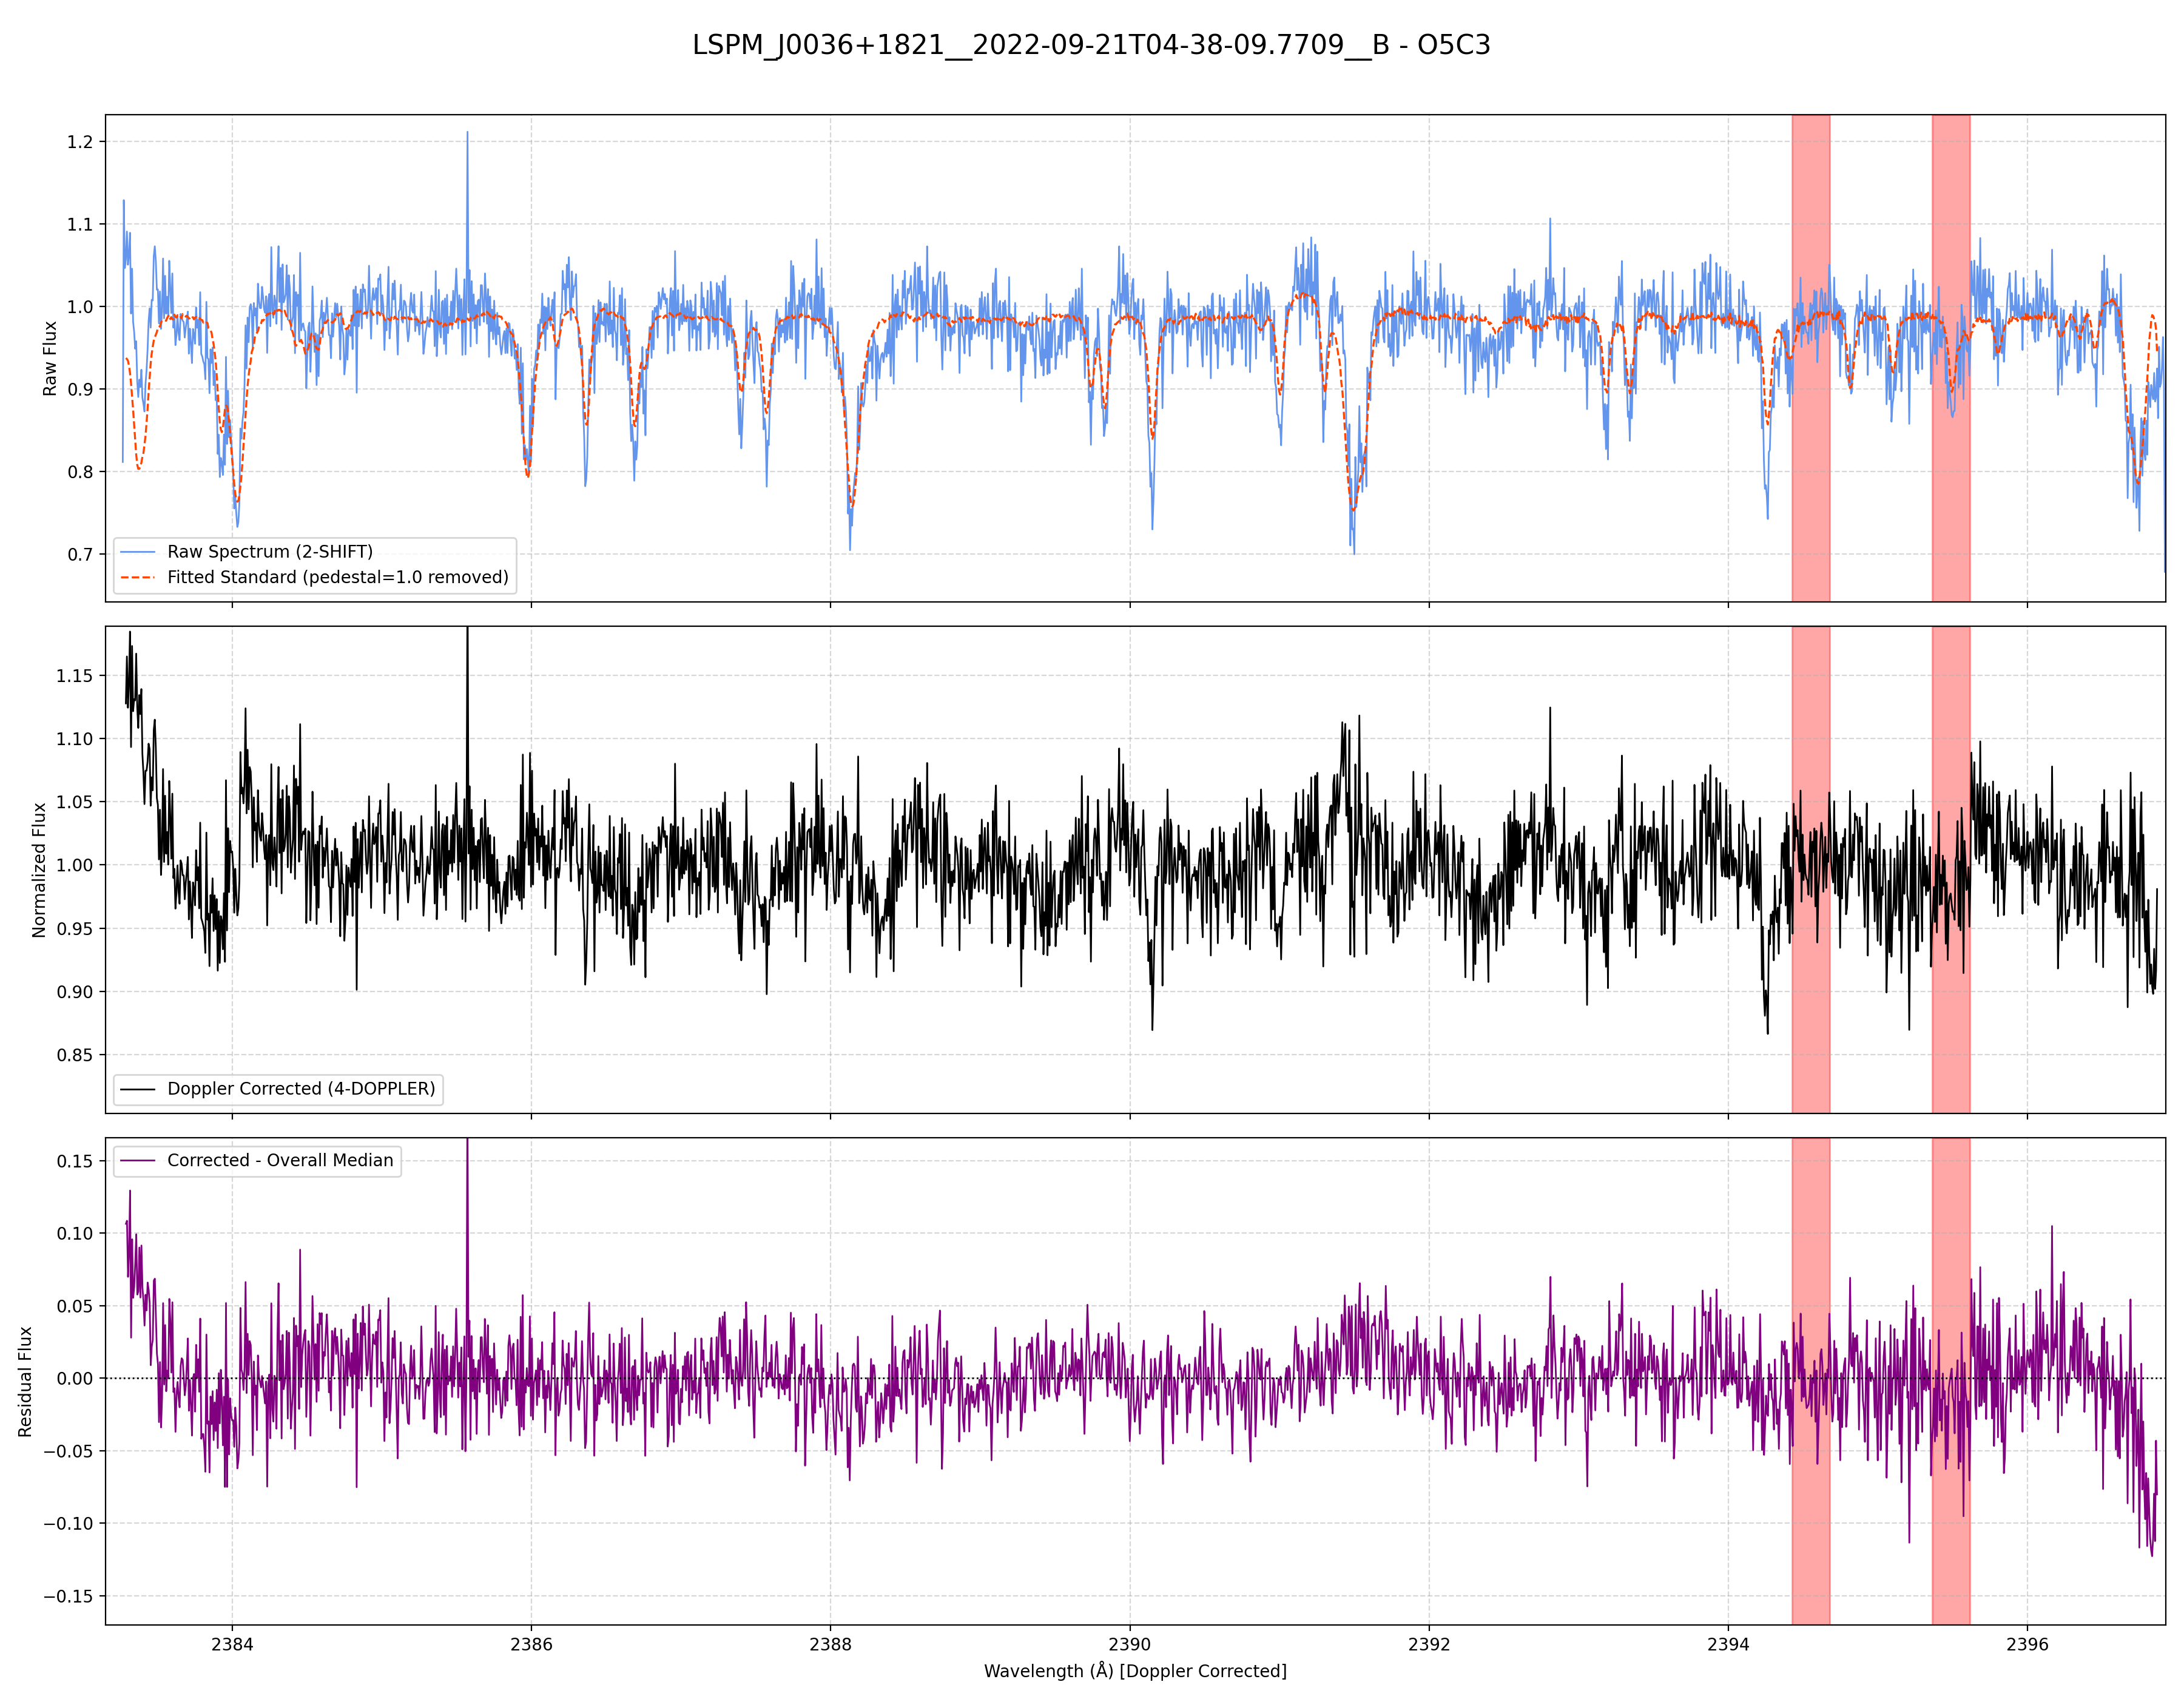 LSPM_J0036+1821__2022-09-21T04-38-09.7709__B - O5C3
Raw Flux
1.2
1.1
1.0
0.9
0.8
0.7
Raw Spectrum (2-SHIFT)
Fitted Standard (pedestal=1.0 removed)
Normalized Flux
1.15
1.10
1.05
1.00
0.95
0.90
0.85
Doppler Corrected (4-DOPPLER)
Residual Flux
0.15
0.10
0.05
0.00
−0.05
−0.10
−0.15
Corrected - Overall Median
2384 2386 2388 2390 2392 2394 2396
Wavelength (Å) [Doppler Corrected]